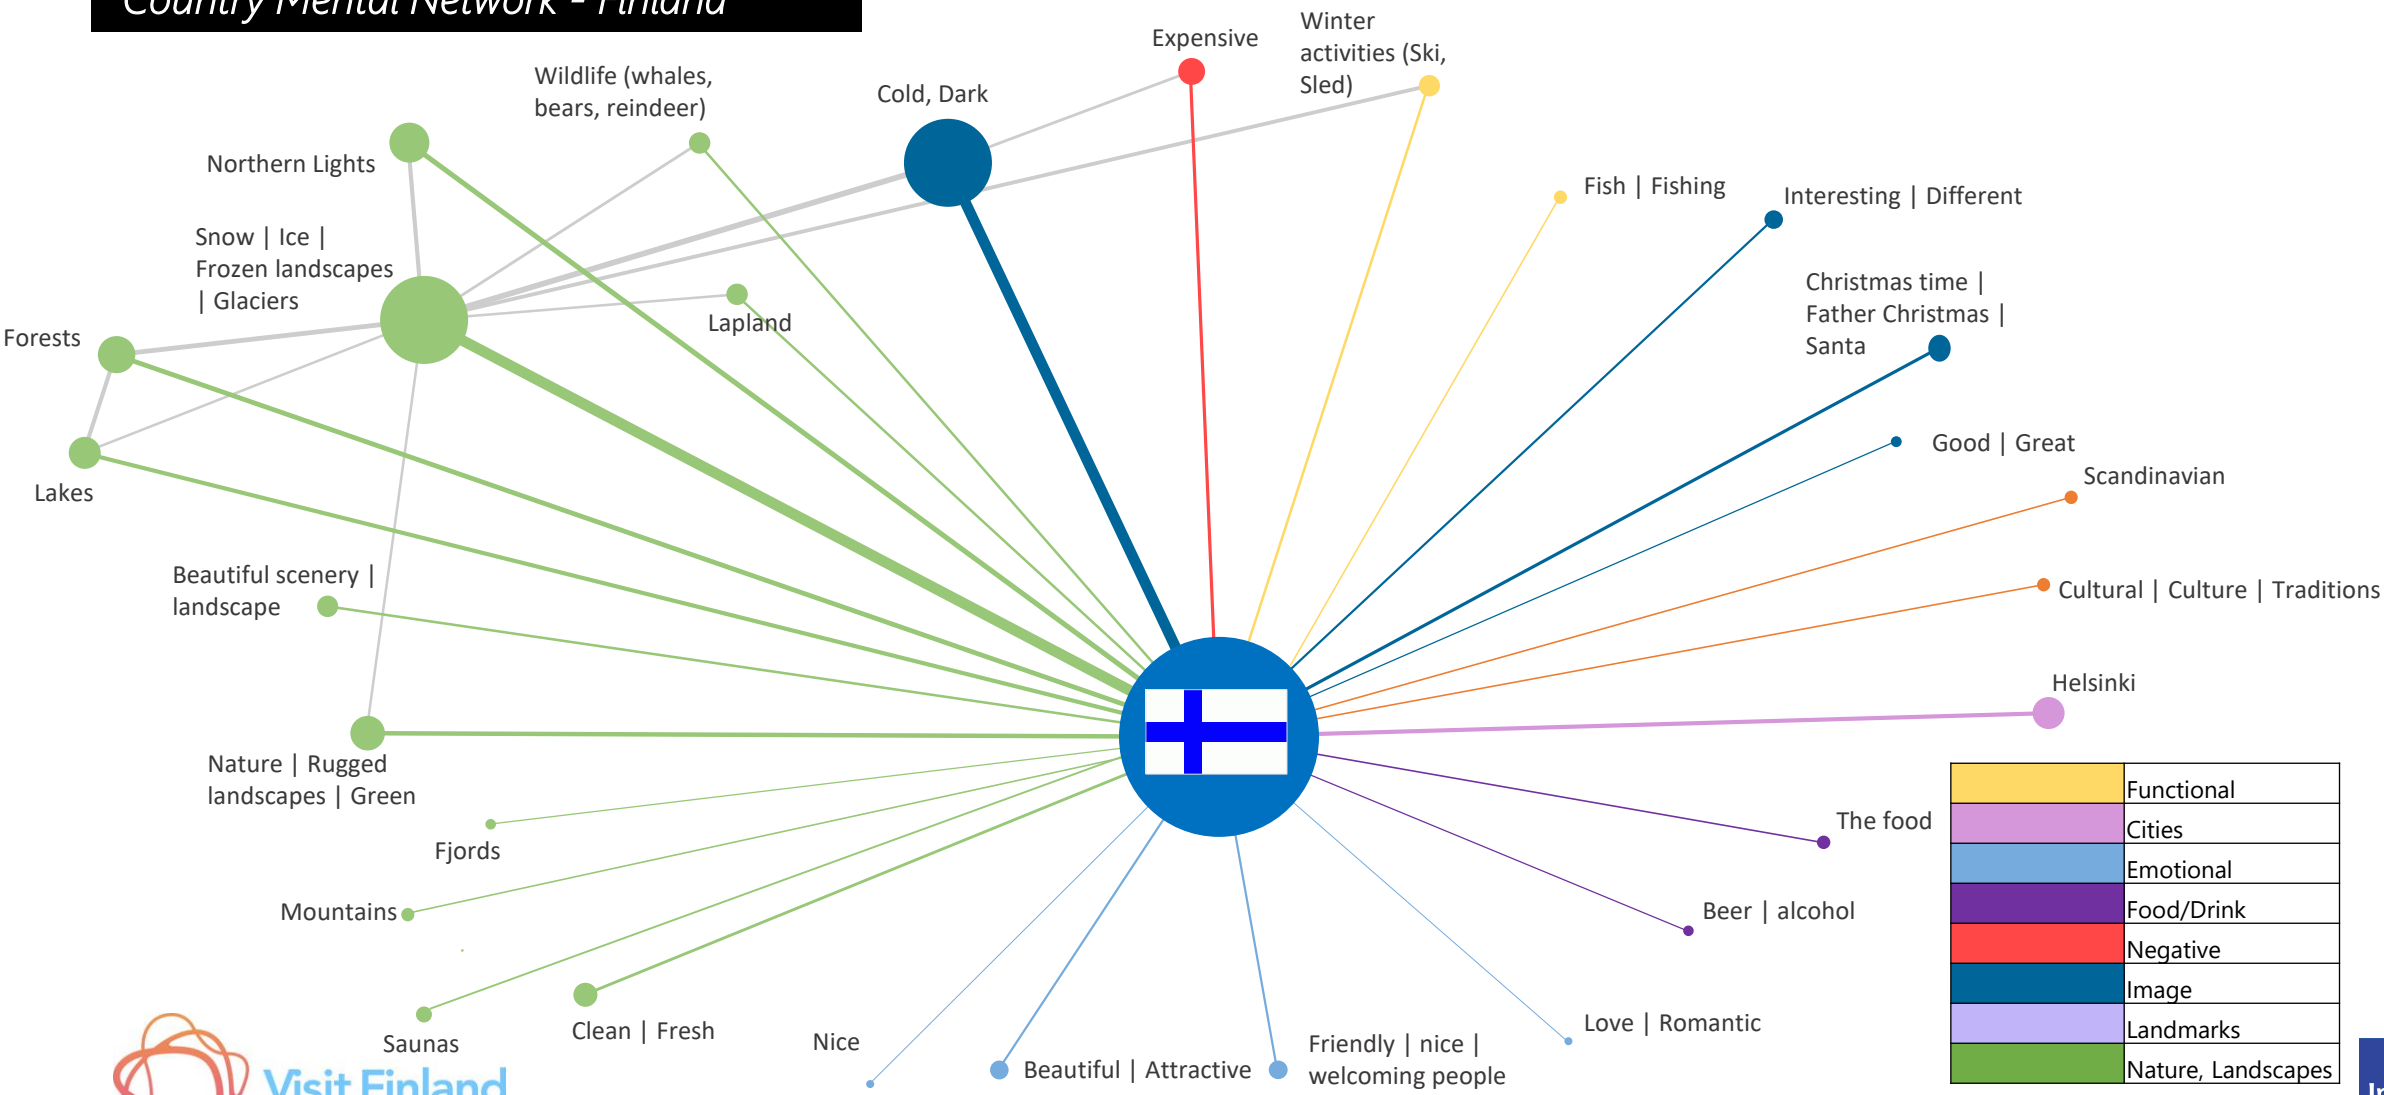 Country Mental Network - Finland
Expensive
Winter
activities (Ski,
Sled)
Wildlife (whales,
bears, reindeer)
Cold, Dark
Northern Lights
Fish | Fishing
Interesting | Different
Snow | Ice |
Frozen landscapes
| Glaciers
Christmas time |
Father Christmas |
Santa
Lapland
Forests
Good | Great
Scandinavian
Lakes
Beautiful scenery |
landscape
Cultural | Culture | Traditions
Helsinki
Nature | Rugged
landscapes | Green
Fjords
The food
Mountains
Beer | alcohol
Saunas
Clean | Fresh
Nice
Beautiful | Attractive
Friendly | nice |
welcoming people
Love | Romantic
Functional
Cities
Emotional
Food/Drink
Negative
Image
Landmarks
Nature, Landscapes
Visit Finland